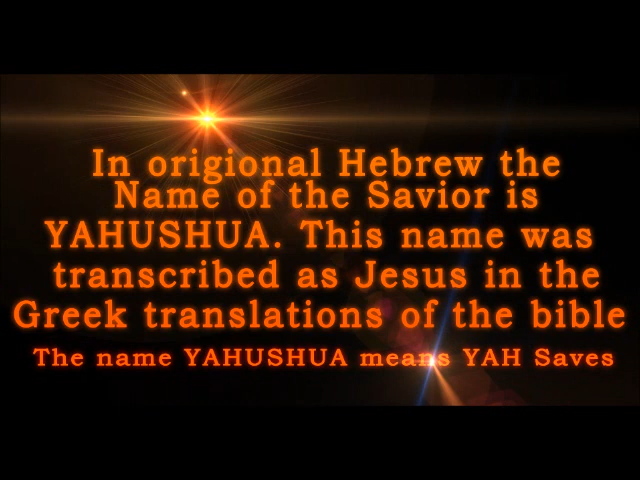 In origional Hebrew the
Name of the Savior is
YAHUSHUA. This name was
transcribed as Jesus in the
Greek translations of the bible
The name YAHUSHUA means YAH Saves